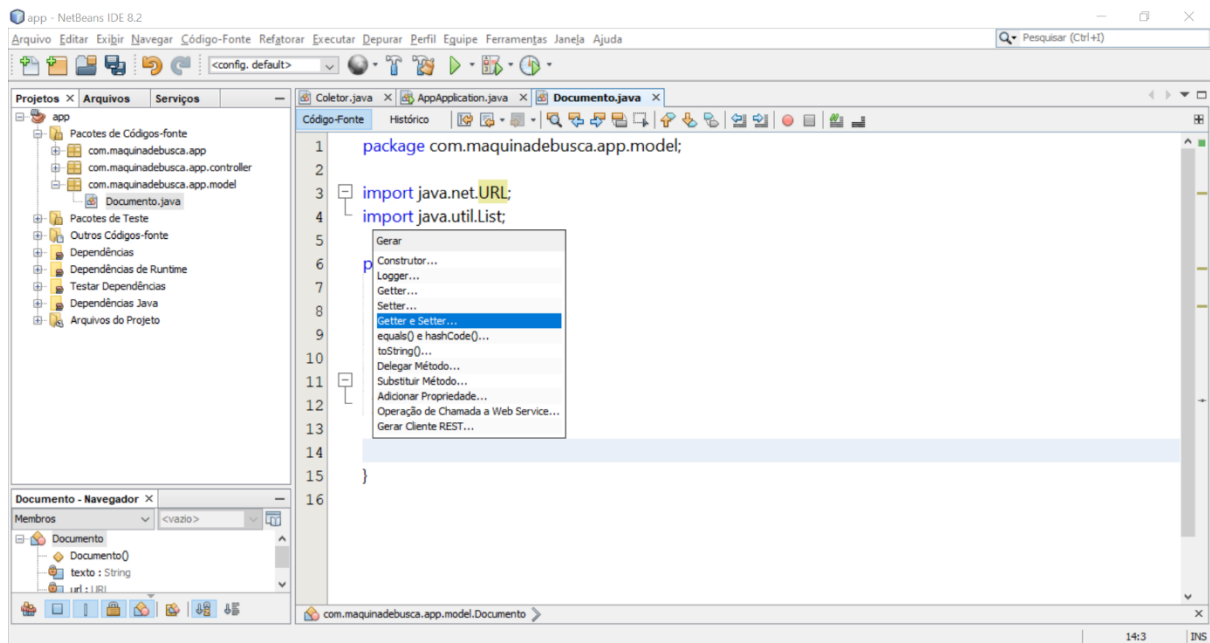 app - NetBeans IDE 8.2
Arquivo Editar Exibir Navegar Código-Fonte Refatorar Executar Depurar Perfil Equipe Ferramentas Janela Ajuda
Pesquisar (Ctrl+I)
<config. default>
Projetos
Arquivos
Serviços
app
Pacotes de Códigos-fonte
com.maquinadebusca.app
com.maquinadebusca.app.controller
com.maquinadebusca.app.model
Documento.java
Pacotes de Teste
Outros Códigos-fonte
Dependências
Dependências de Runtime
Testar Dependências
Dependências Java
Arquivos do Projeto
Documento - Navegador
Membros
<vazio>
Documento
Documento()
texto : String
url : URL
Coletor.java
AppApplication.java
Documento.java
Código-Fonte
Histórico
1 package com.maquinadebusca.app.model;
2
3 import java.net.URL;
4 import java.util.List;
5
6 p
7
8
9
10
11
12
13
14
15 }
16
Gerar
Construtor...
Logger...
Getter...
Setter...
Getter e Setter...
equals() e hashCode()...
toString()...
Delegar Método...
Substituir Método...
Adicionar Propriedade...
Operação de Chamada a Web Service...
Gerar Cliente REST...
com.maquinadebusca.app.model.Documento
14:3
INS